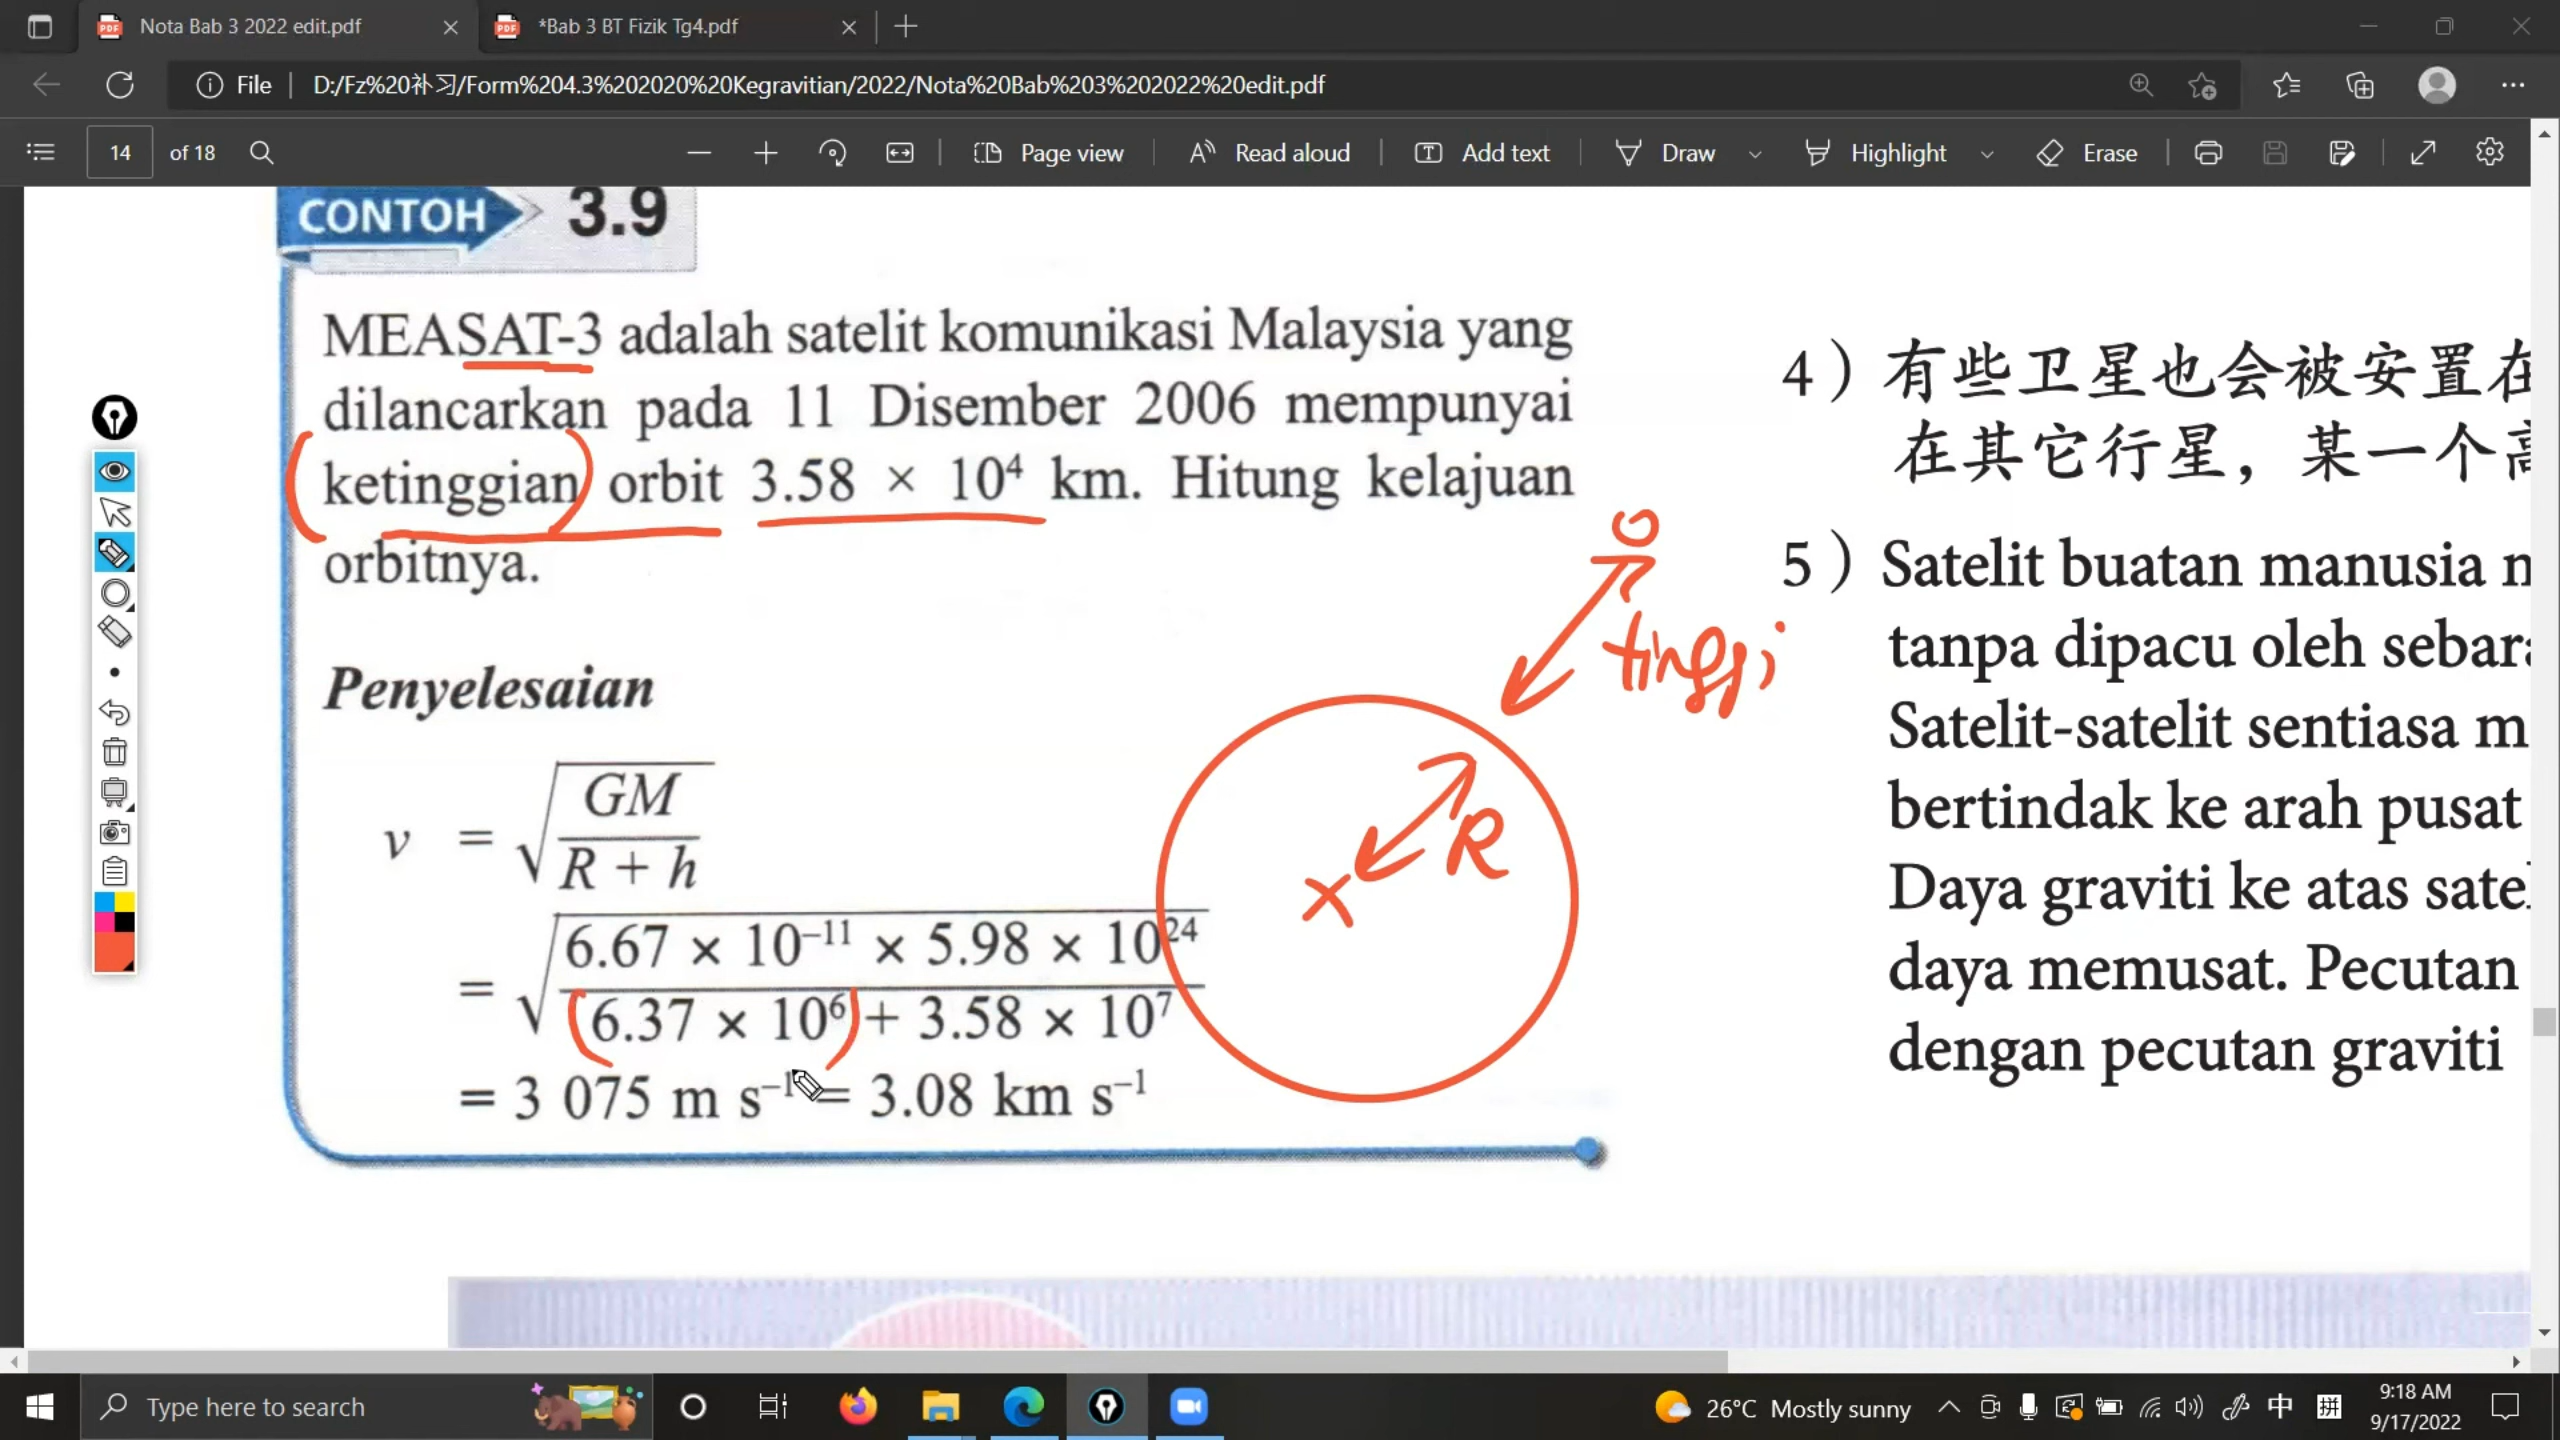 Nota Bab 3 2022 edit.pdf
*Bab 3 BT Fizik Tg4.pdf
File D:/Fz%20补习/Form%204.3%202020%20Kegravitian/2022/Nota%20Bab%203%202022%20edit.pdf
14 of 18 Page view Read aloud Add text Draw Highlight Erase
CONTOH 3.9
MEASAT-3 adalah satelit komunikasi Malaysia yang
dilancarkan pada 11 Disember 2006 mempunyai
ketinggian orbit 3.58 × 10⁴ km. Hitung kelajuan
orbitnya.
Penyelesaian
v = √(GM / R + h)
= √(6.67 × 10⁻¹¹ × 5.98 × 10²⁴ / 6.37 × 10⁶ + 3.58 × 10⁷)
= 3 075 m s⁻¹ = 3.08 km s⁻¹
tinggi
R
4）有些卫星也会被安置在
在其它行星，某一个高
5）Satelit buatan manusia
tanpa dipacu oleh
Satelit-satelit sentiasa
bertindak ke arah pusat
Daya graviti ke atas
daya memusat. Pecutan
dengan pecutan graviti
Type here to search
26°C Mostly sunny
中 拼
9:18 AM
9/17/2022